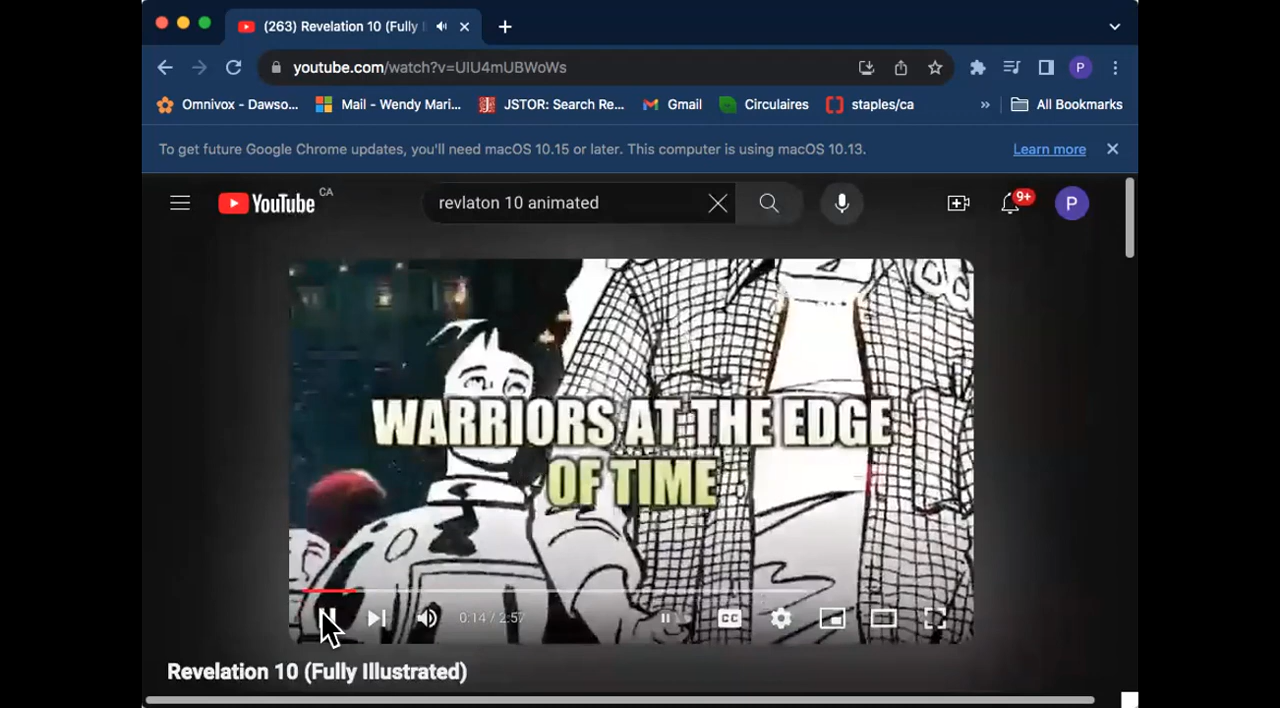 (263) Revelation 10 (Fully I
youtube.com/watch?v=UlU4mUBWoWs
P
Omnivox - Dawso... Mail - Wendy Mari... JSTOR: Search Re... Gmail Circulaires staples/ca » All Bookmarks
To get future Google Chrome updates, you'll need macOS 10.15 or later. This computer is using macOS 10.13. Learn more
YouTube CA revlaton 10 animated 9+ P
WARRIORS AT THE EDGE
OF TIME
0:14 / 2:57 CC
Revelation 10 (Fully Illustrated)